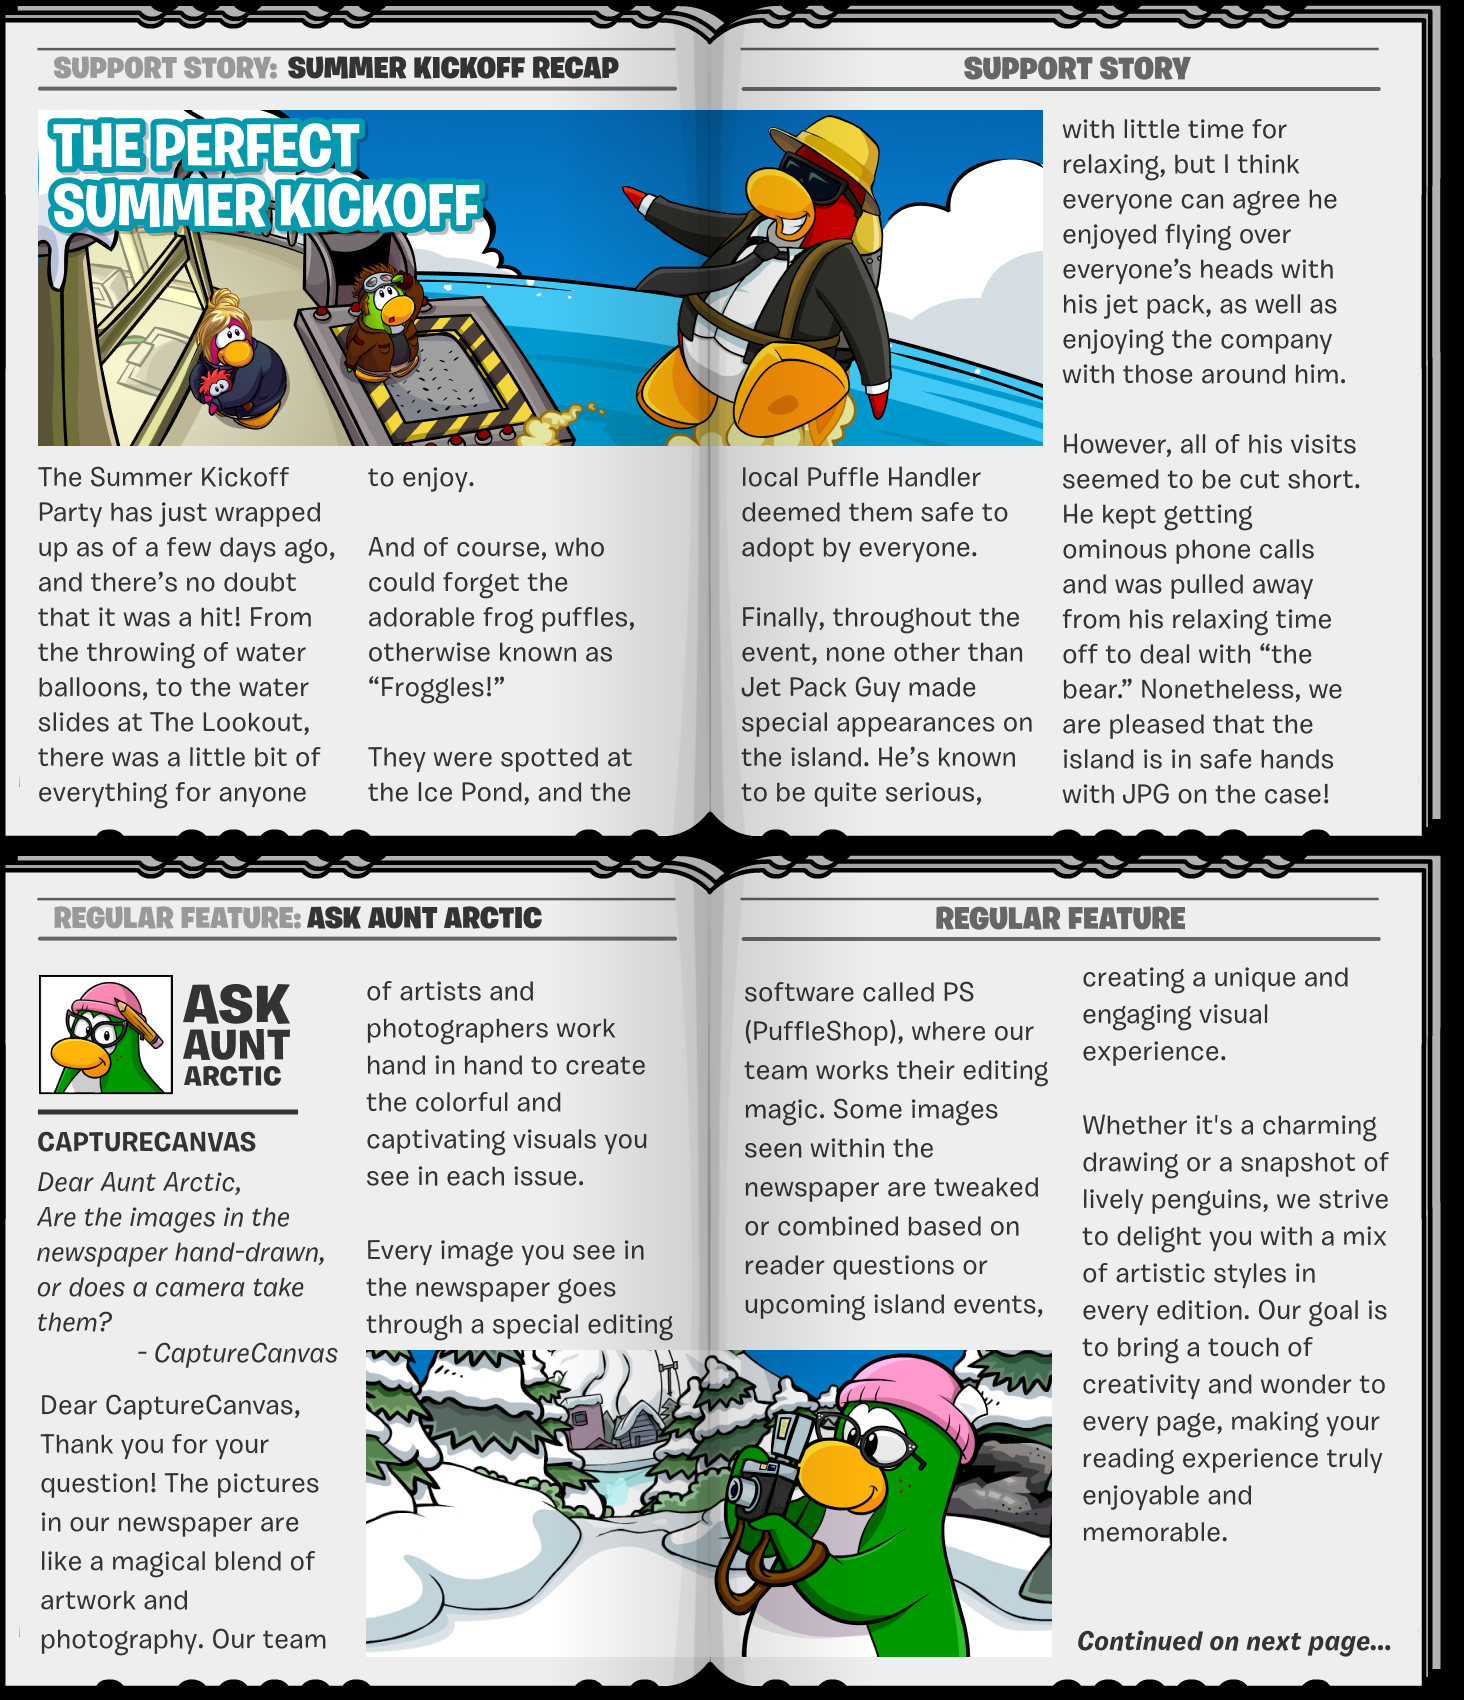 SUPPORT STORY: SUMMER KICKOFF RECAP
SUPPORT STORY
THE PERFECT
SUMMER KICKOFF
The Summer Kickoff
Party has just wrapped
up as of a few days ago,
and there’s no doubt
that it was a hit! From
the throwing of water
balloons, to the water
slides at The Lookout,
there was a little bit of
everything for anyone
to enjoy.
And of course, who
could forget the
adorable frog puffles,
otherwise known as
“Froggles!”
They were spotted at
the Ice Pond, and the
local Puffle Handler
deemed them safe to
adopt by everyone.
Finally, throughout the
event, none other than
Jet Pack Guy made
special appearances on
the island. He’s known
to be quite serious,
with little time for
relaxing, but I think
everyone can agree he
enjoyed flying over
everyone’s heads with
his jet pack, as well as
enjoying the company
with those around him.
However, all of his visits
seemed to be cut short.
He kept getting
ominous phone calls
and was pulled away
from his relaxing time
off to deal with “the
bear.” Nonetheless, we
are pleased that the
island is in safe hands
with JPG on the case!
REGULAR FEATURE: ASK AUNT ARCTIC
REGULAR FEATURE
ASK
AUNT
ARCTIC
CAPTURECANVAS
Dear Aunt Arctic,
Are the images in the
newspaper hand-drawn,
or does a camera take
them?
- CaptureCanvas
Dear CaptureCanvas,
Thank you for your
question! The pictures
in our newspaper are
like a magical blend of
artwork and
photography. Our team
of artists and
photographers work
hand in hand to create
the colorful and
captivating visuals you
see in each issue.
Every image you see in
the newspaper goes
through a special editing
software called PS
(PuffleShop), where our
team works their editing
magic. Some images
seen within the
newspaper are tweaked
or combined based on
reader questions or
upcoming island events,
creating a unique and
engaging visual
experience.
Whether it's a charming
drawing or a snapshot of
lively penguins, we strive
to delight you with a mix
of artistic styles in
every edition. Our goal is
to bring a touch of
creativity and wonder to
every page, making your
reading experience truly
enjoyable and
memorable.
Continued on next page...